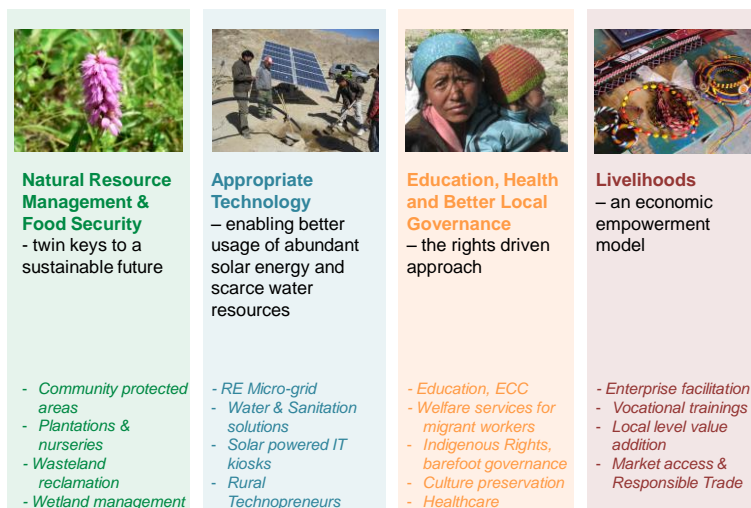 Natural Resource
Management &
Food Security
- twin keys to a
sustainable future
- Community protected
areas
- Plantations &
nurseries
- Wasteland
reclamation
- Wetland management
Appropriate
Technology
– enabling better
usage of abundant
solar energy and
scarce water
resources
- RE Micro-grid
- Water & Sanitation
solutions
- Solar powered IT
kiosks
- Rural
Technopreneurs
Education, Health
and Better Local
Governance
– the rights driven
approach
- Education, ECC
- Welfare services for
migrant workers
- Indigenous Rights,
barefoot governance
- Culture preservation
- Healthcare
Livelihoods
– an economic
empowerment
model
- Enterprise facilitation
- Vocational trainings
- Local level value
addition
- Market access &
Responsible Trade